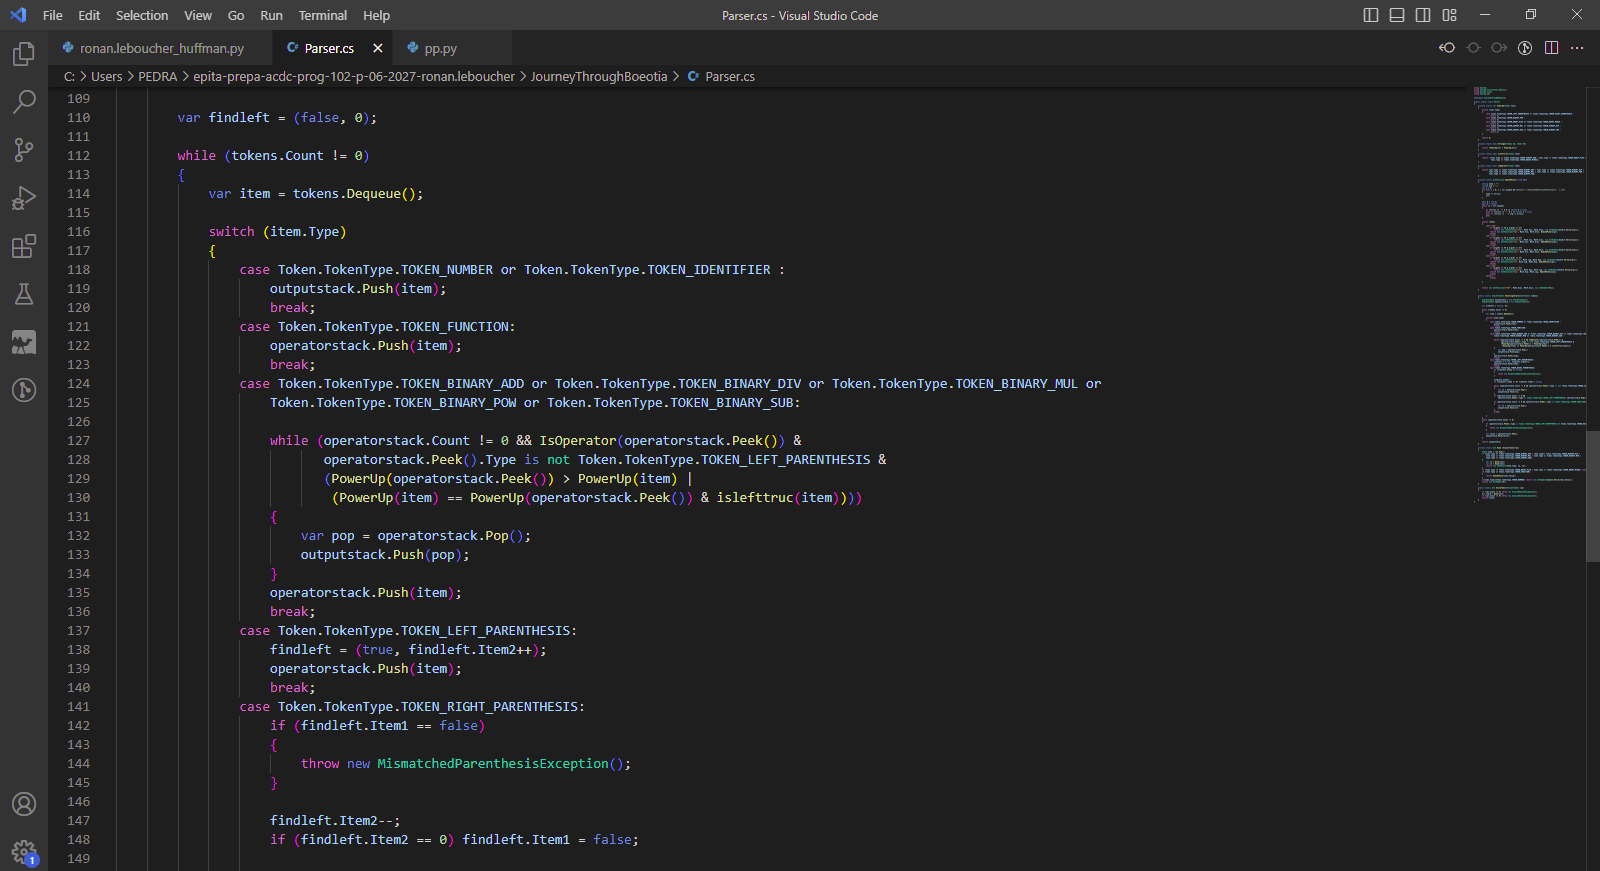 File Edit Selection View Go Run Terminal Help Parser.cs - Visual Studio Code
ronan.leboucher_huffman.py Parser.cs pp.py
C: > Users > PEDRA > epita-prepa-acdc-prog-102-p-06-2027-ronan.leboucher > JourneyThroughBoeotia > Parser.cs
109
110 var findleft = (false, 0);
111
112 while (tokens.Count != 0)
113 {
114 var item = tokens.Dequeue();
115
116 switch (item.Type)
117 {
118 case Token.TokenType.TOKEN_NUMBER or Token.TokenType.TOKEN_IDENTIFIER :
119 outputstack.Push(item);
120 break;
121 case Token.TokenType.TOKEN_FUNCTION:
122 operatorstack.Push(item);
123 break;
124 case Token.TokenType.TOKEN_BINARY_ADD or Token.TokenType.TOKEN_BINARY_DIV or Token.TokenType.TOKEN_BINARY_MUL or
125 Token.TokenType.TOKEN_BINARY_POW or Token.TokenType.TOKEN_BINARY_SUB:
126
127 while (operatorstack.Count != 0 && IsOperator(operatorstack.Peek()) &
128 operatorstack.Peek().Type is not Token.TokenType.TOKEN_LEFT_PARENTHESIS &
129 (PowerUp(operatorstack.Peek()) > PowerUp(item) |
130 (PowerUp(item) == PowerUp(operatorstack.Peek()) & islefttruc(item))))
131 {
132 var pop = operatorstack.Pop();
133 outputstack.Push(pop);
134 }
135 operatorstack.Push(item);
136 break;
137 case Token.TokenType.TOKEN_LEFT_PARENTHESIS:
138 findleft = (true, findleft.Item2++);
139 operatorstack.Push(item);
140 break;
141 case Token.TokenType.TOKEN_RIGHT_PARENTHESIS:
142 if (findleft.Item1 == false)
143 {
144 throw new MismatchedParenthesisException();
145 }
146
147 findleft.Item2--;
148 if (findleft.Item2 == 0) findleft.Item1 = false;
149
1